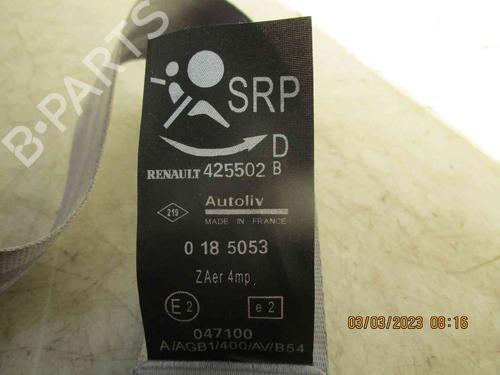 SRP
D
RENAULT 425502 B
219
Autoliv
MADE IN FRANCE
0 18 5053
ZAer 4mp.
E2
e 2
047100
A/AGB1/400/AV/B54
B-PARTS
03/03/2023 08:16